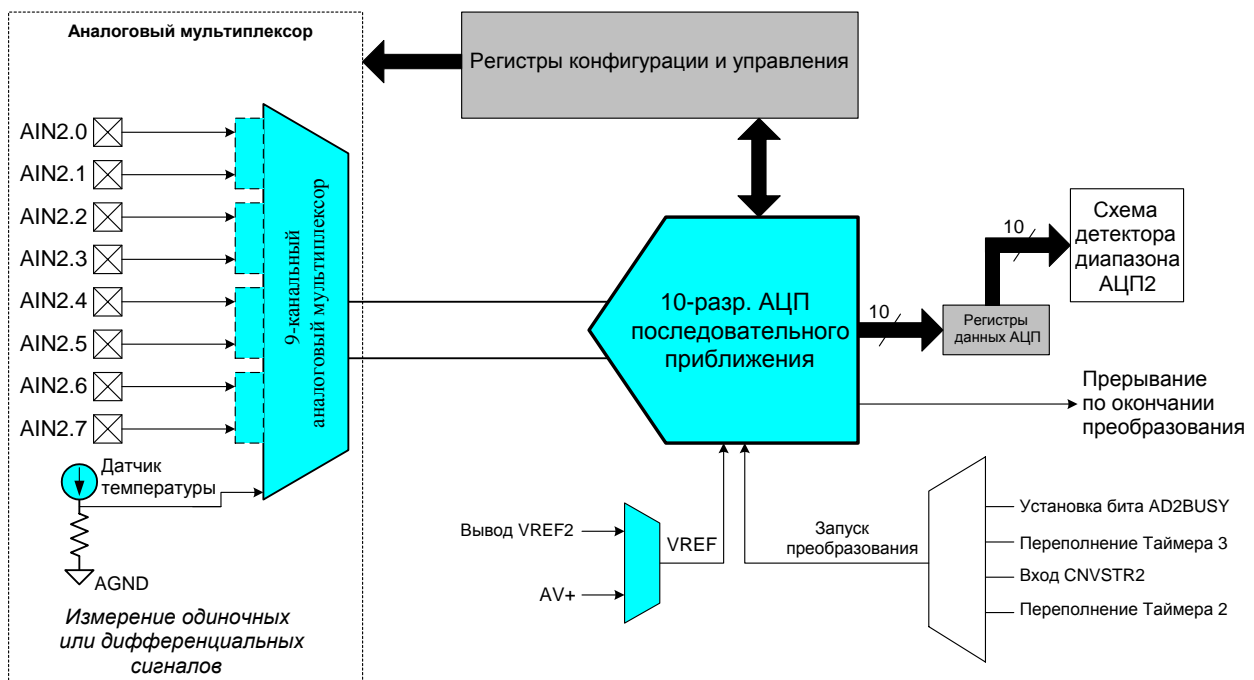 Аналоговый мультиплексор
Регистры конфигурации и управления
AIN2.0
AIN2.1
AIN2.2
AIN2.3
AIN2.4
AIN2.5
AIN2.6
AIN2.7
9-канальный
аналоговый мультиплексор
Датчик
температуры
AGND
Измерение одиночных
или дифференциальных
сигналов
10-разр. АЦП
последовательного
приближения
10
Регистры
данных АЦП
10
Схема
детектора
диапазона
АЦП2
Прерывание
по окончании
преобразования
Вывод VREF2
AV+
VREF
Запуск
преобразования
Установка бита AD2BUSY
Переполнение Таймера 3
Вход CNVSTR2
Переполнение Таймера 2